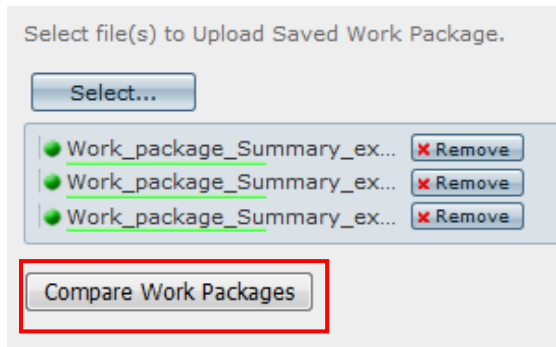 Select file(s) to Upload Saved Work Package.
Select...
Work_package_Summary_ex... Remove
Work_package_Summary_ex... Remove
Work_package_Summary_ex... Remove
Compare Work Packages